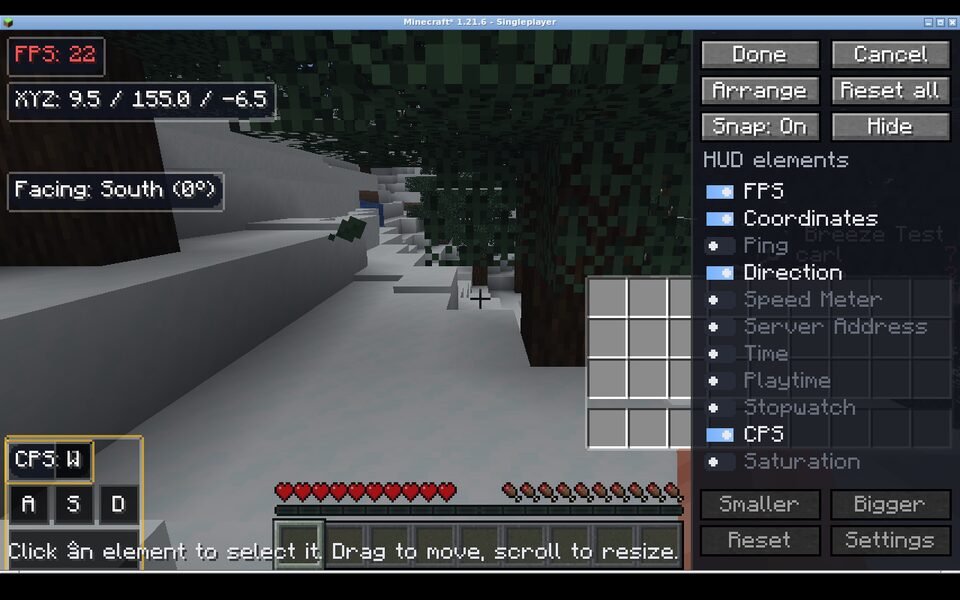 Minecraft* 1.21.6 - Singleplayer
FPS: 22
XYZ: 9.5 / 155.0 / -6.5
Facing: South (0°)
Done
Cancel
Arrange
Reset all
Snap: On
Hide
HUD elements
FPS
Coordinates
Ping
Breeze Test
carl
Direction
Speed Meter
Server Address
Time
Playtime
Stopwatch
CPS
Saturation
Smaller
Bigger
Reset
Settings
CPS W
A S D
Click an element to select it. Drag to move, scroll to resize.